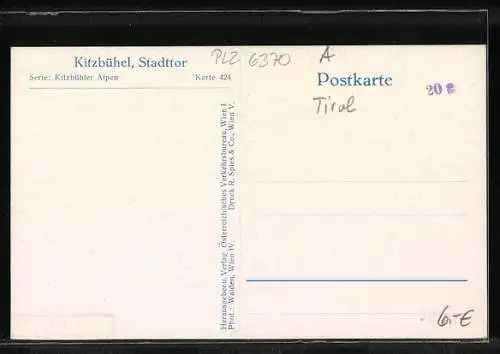 Kitzbühel, Stadttor
Serie: Kitzbühler Alpen Karte 424
PLZ 6370 A
Postkarte
Tirol
20
Herausgeber u. Verlag: Österreichisches Verkehrsbureau, Wien I
Phot.: Walden, Wien IV. Druck R. Spies & Co., Wien V.
6,-€